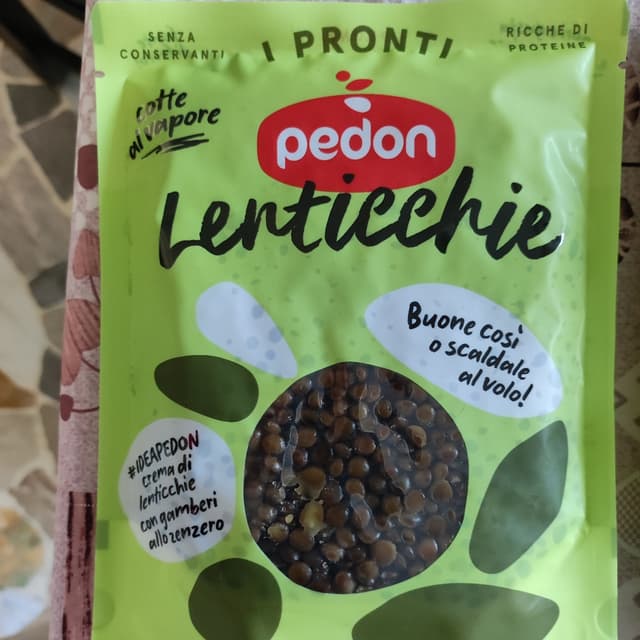 SENZA
CONSERVANTI
I PRONTI
RICCHE DI
PROTEINE
cotte
al vapore
pedon
Lenticchie
Buone così
o scaldale
al volo!
#IDEAPEDON
crema di
lenticchie
con gamberi
allo zenzero